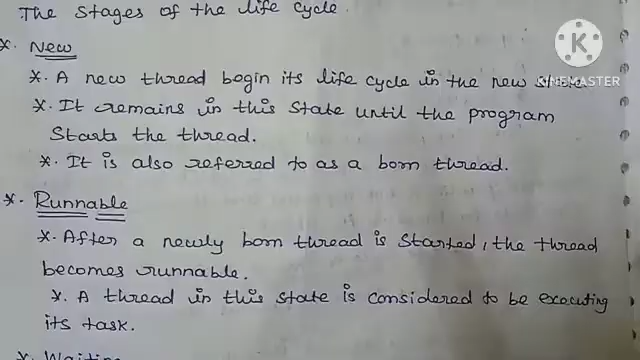 The stages of the life cycle.
*. New
*. A new thread begin its life cycle in the new state
*. It remains in this state until the program
starts the thread.
*. It is also referred to as a born thread.
*. Runnable
*. After a newly born thread is started, the thread
becomes runnable.
*. A thread in this state is considered to be executing
its task.
*. Waiting
K
KINEMASTER